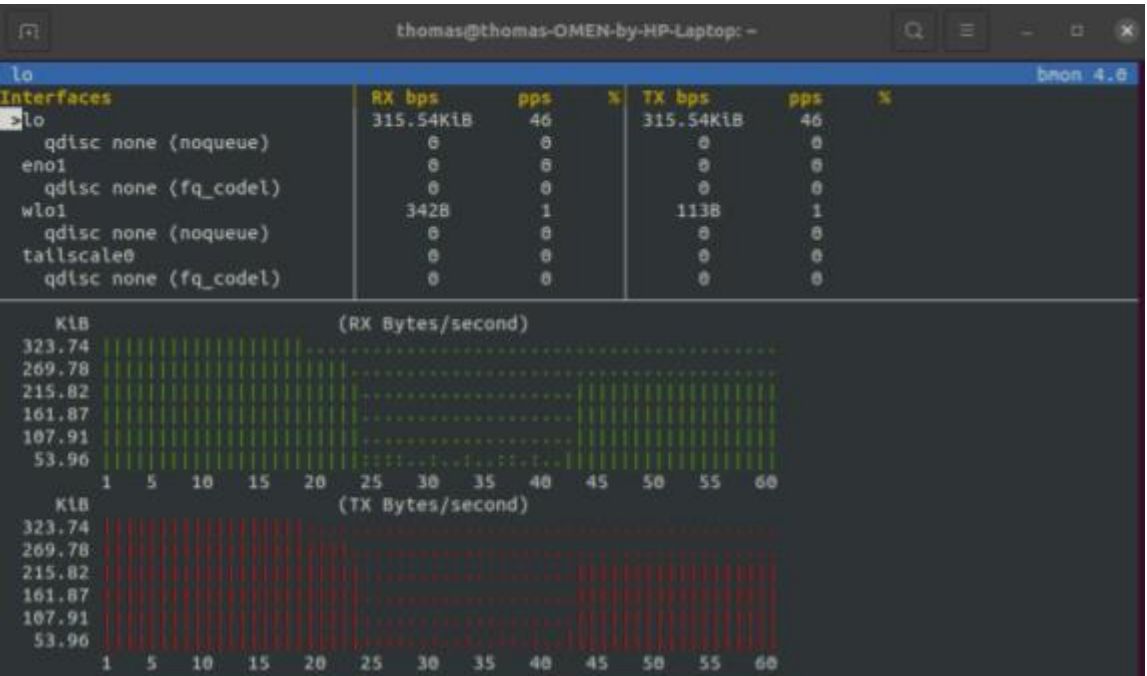 thomas@thomas-OMEN-by-HP-Laptop: ~
lo bmon 4.0
Interfaces RX bps pps % TX bps pps %
>lo 315.54KiB 46 315.54KiB 46
qdisc none (noqueue) 0 0 0 0
eno1 0 0 0 0
qdisc none (fq_codel) 0 0 0 0
wlo1 342B 1 113B 1
qdisc none (noqueue) 0 0 0 0
tailscale0 0 0 0 0
qdisc none (fq_codel) 0 0 0 0
KiB (RX Bytes/second)
323.74
269.78
215.82
161.87
107.91
53.96
1 5 10 15 20 25 30 35 40 45 50 55 60
KiB (TX Bytes/second)
323.74
269.78
215.82
161.87
107.91
53.96
1 5 10 15 20 25 30 35 40 45 50 55 60